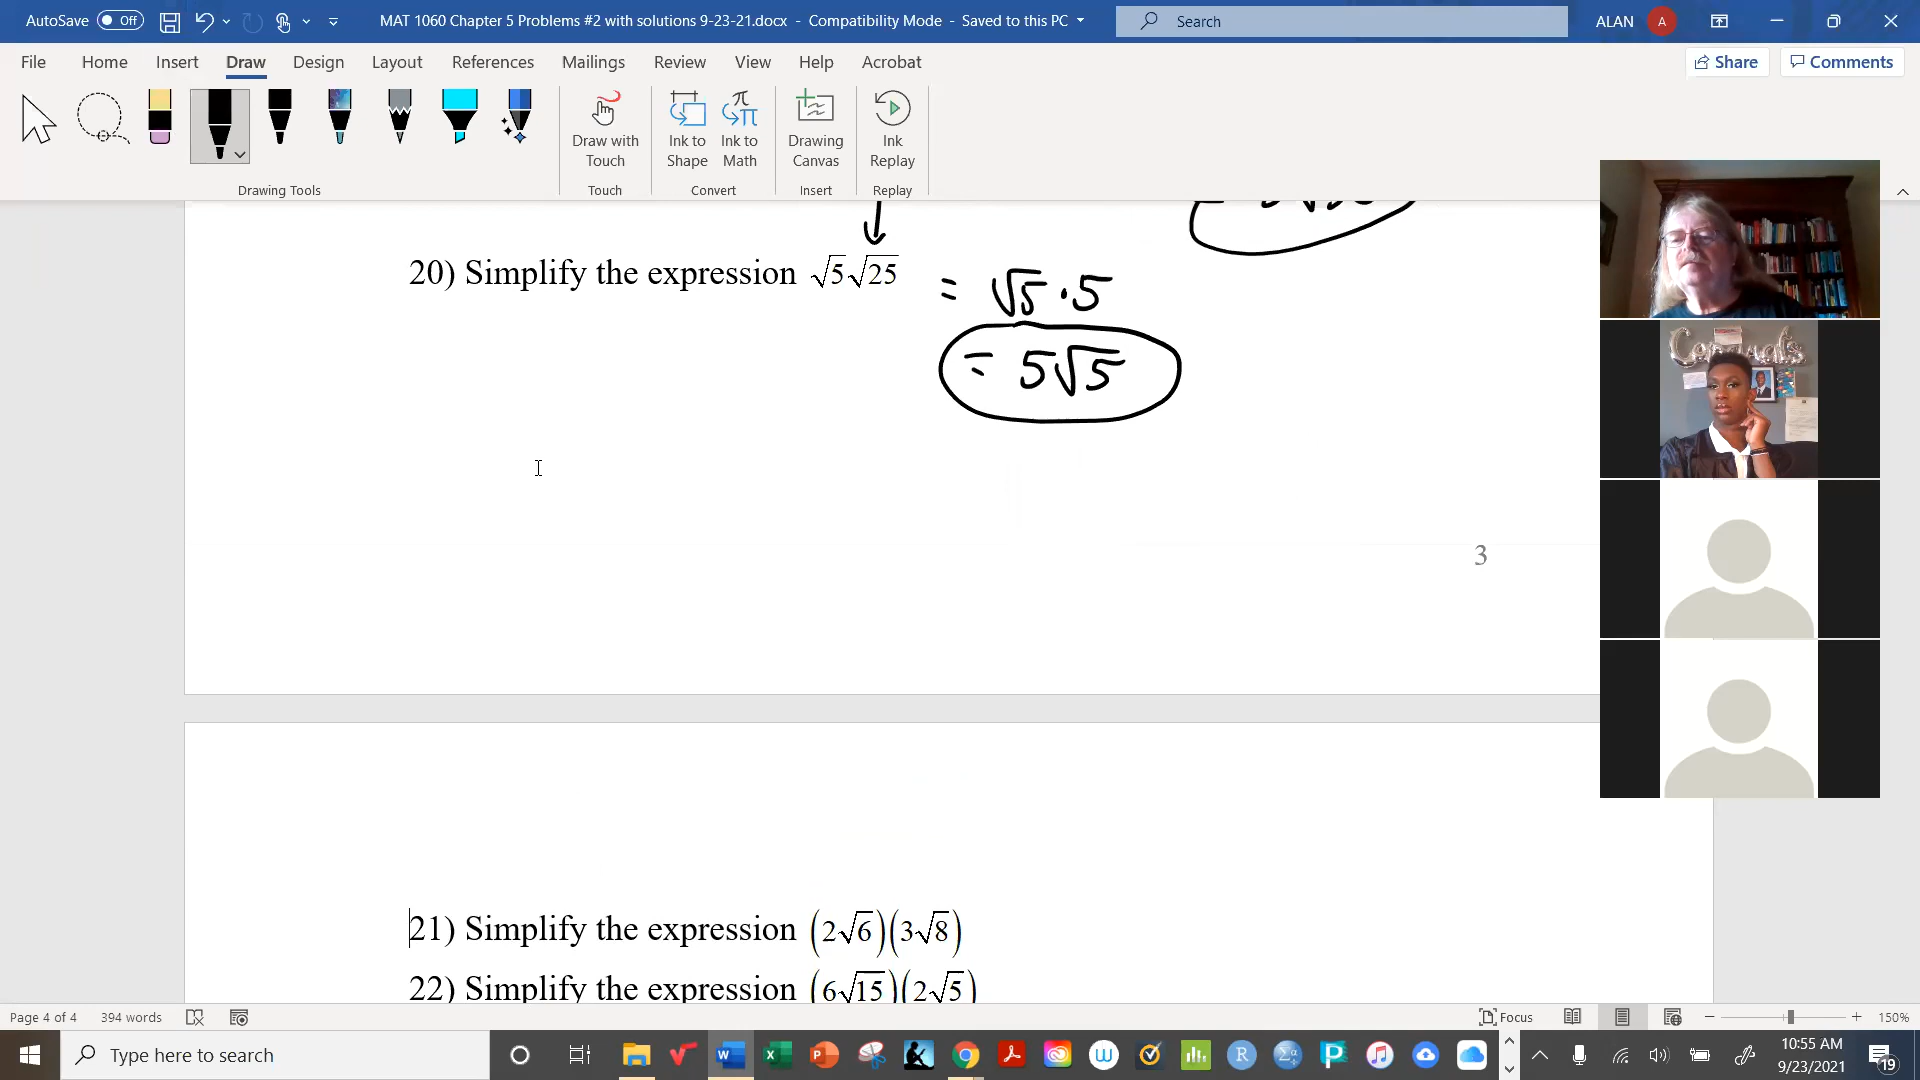 AutoSave Off MAT 1060 Chapter 5 Problems #2 with solutions 9-23-21.docx - Compatibility Mode - Saved to this PC Search ALAN A
File Home Insert Draw Design Layout References Mailings Review View Help Acrobat Share Comments
Draw with Touch
Ink to Shape
Ink to Math
Drawing Canvas
Ink Replay
Drawing Tools Touch Convert Insert Replay
20) Simplify the expression √5√25 = √5 · 5
= 5√5
3
21) Simplify the expression (2√6)(3√8)
22) Simplify the expression (6√15)(2√5)
Page 4 of 4 394 words Focus 150%
Type here to search
10:55 AM
9/23/2021
19